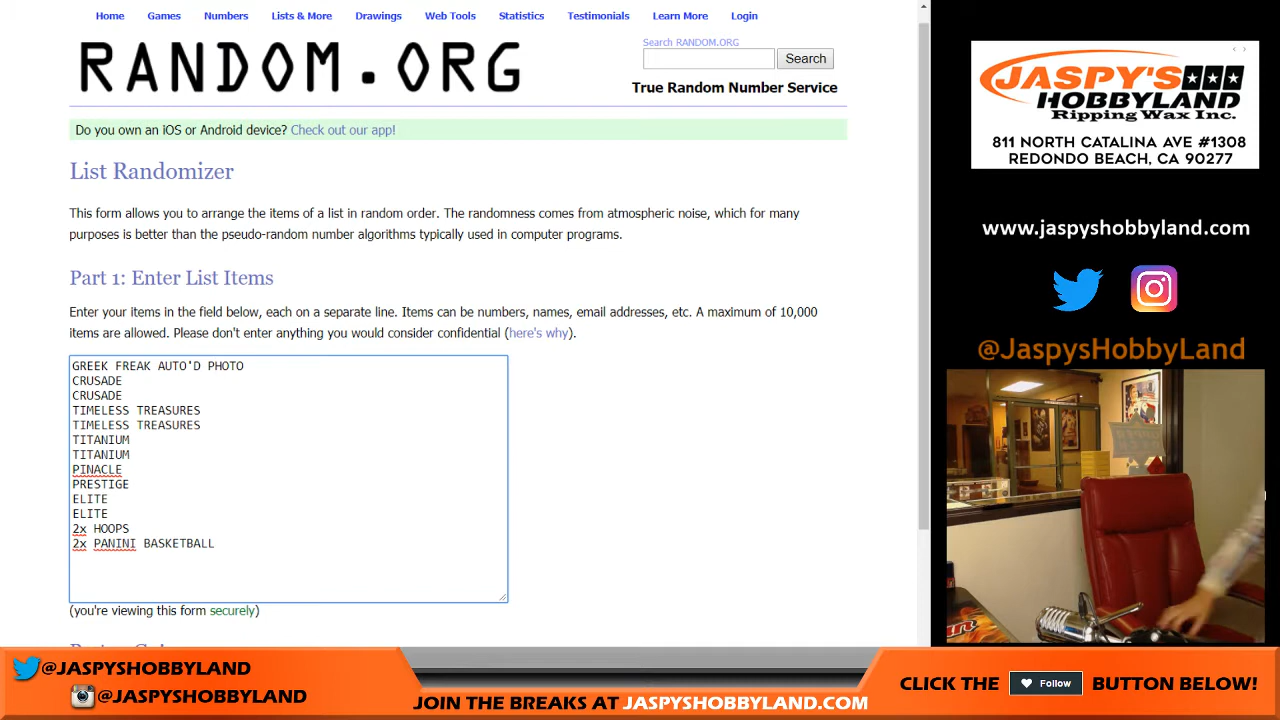 Home Games Numbers Lists & More Drawings Web Tools Statistics Testimonials Learn More Login
RANDOM.ORG
Search RANDOM.ORG
Search
True Random Number Service
Do you own an iOS or Android device? Check out our app!
List Randomizer
This form allows you to arrange the items of a list in random order. The randomness comes from atmospheric noise, which for many
purposes is better than the pseudo-random number algorithms typically used in computer programs.
Part 1: Enter List Items
Enter your items in the field below, each on a separate line. Items can be numbers, names, email addresses, etc. A maximum of 10,000
items are allowed. Please don't enter anything you would consider confidential (here's why).
GREEK FREAK AUTO'D PHOTO
CRUSADE
CRUSADE
TIMELESS TREASURES
TIMELESS TREASURES
TITANIUM
TITANIUM
PINACLE
PRESTIGE
ELITE
ELITE
2x HOOPS
2x PANINI BASKETBALL
(you're viewing this form securely)
JASPY'S
HOBBYLAND
Ripping Wax Inc.
811 NORTH CATALINA AVE #1308
REDONDO BEACH, CA 90277
www.jaspyshobbyland.com
@JaspysHobbyLand
@JASPYSHOBBYLAND
@JASPYSHOBBYLAND
JOIN THE BREAKS AT JASPYSHOBBYLAND.COM
CLICK THE Follow BUTTON BELOW!